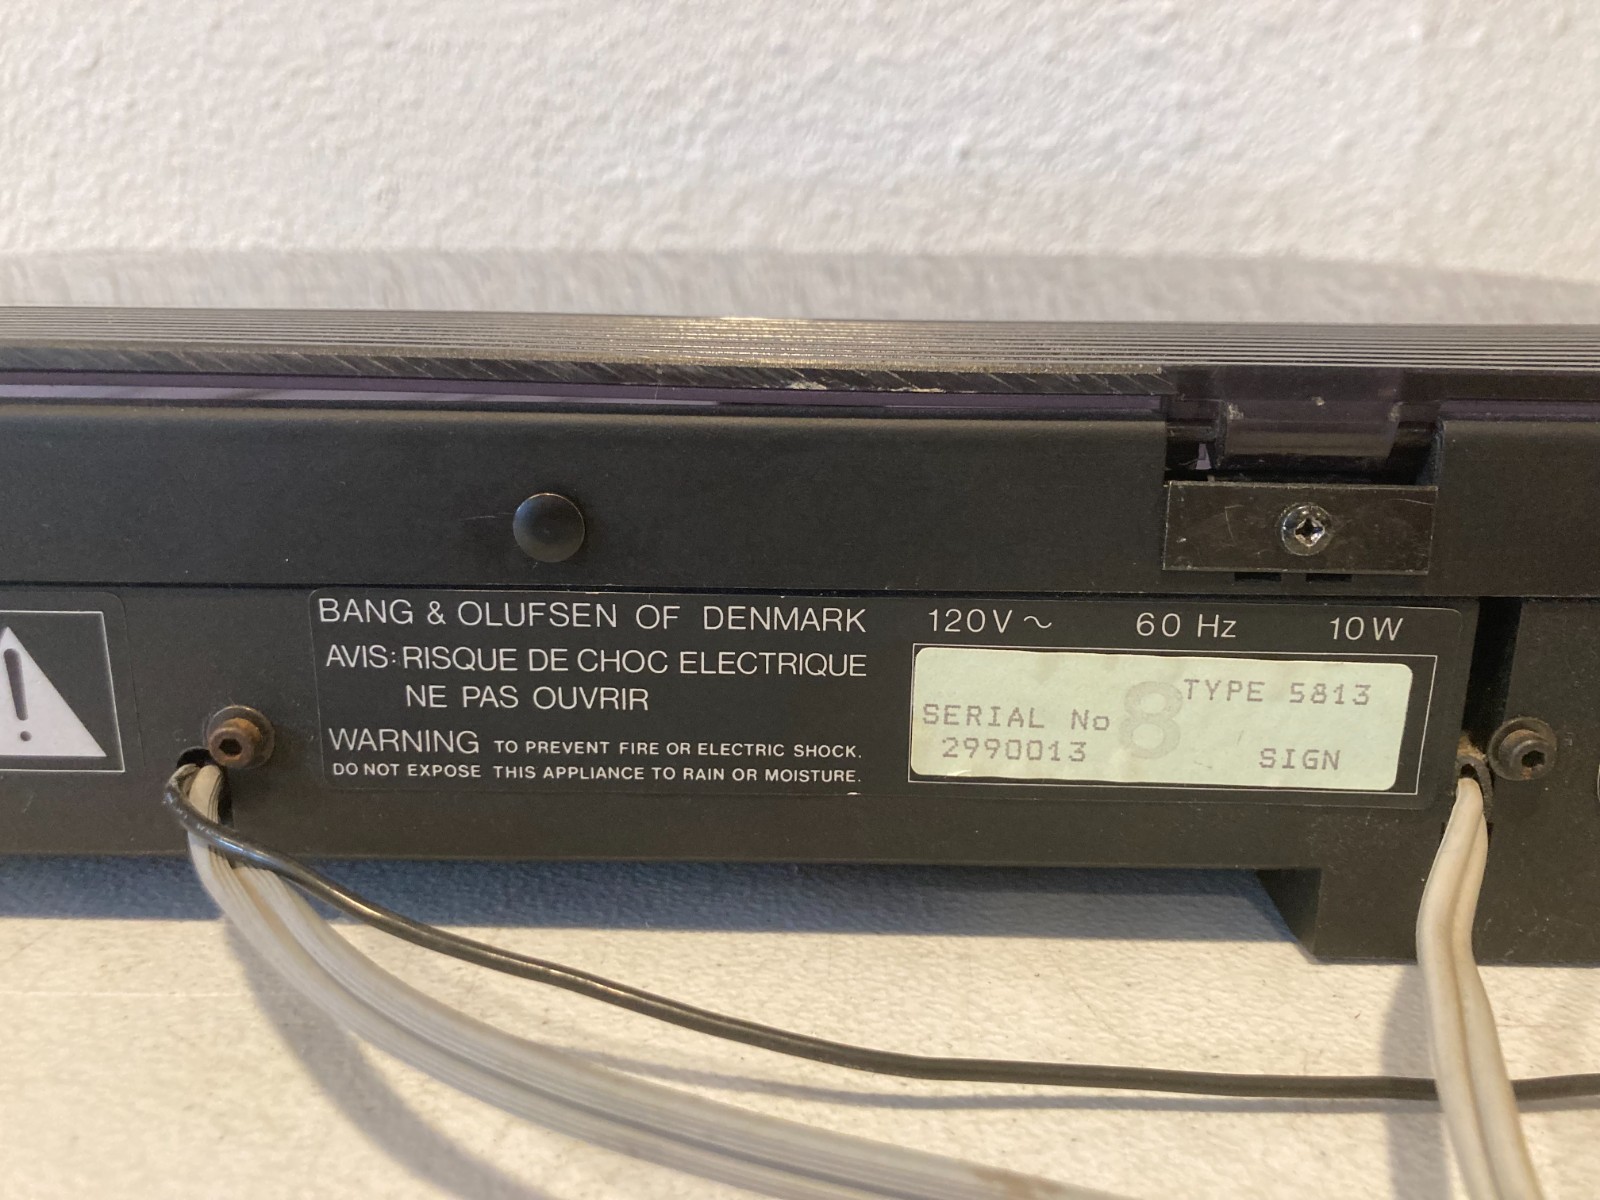 BANG & OLUFSEN OF DENMARK
AVIS: RISQUE DE CHOC ELECTRIQUE
NE PAS OUVRIR
WARNING TO PREVENT FIRE OR ELECTRIC SHOCK.
DO NOT EXPOSE THIS APPLIANCE TO RAIN OR MOISTURE.
120V ~ 60 Hz 10W
8
TYPE 5813
SERIAL No
2990013 SIGN
!